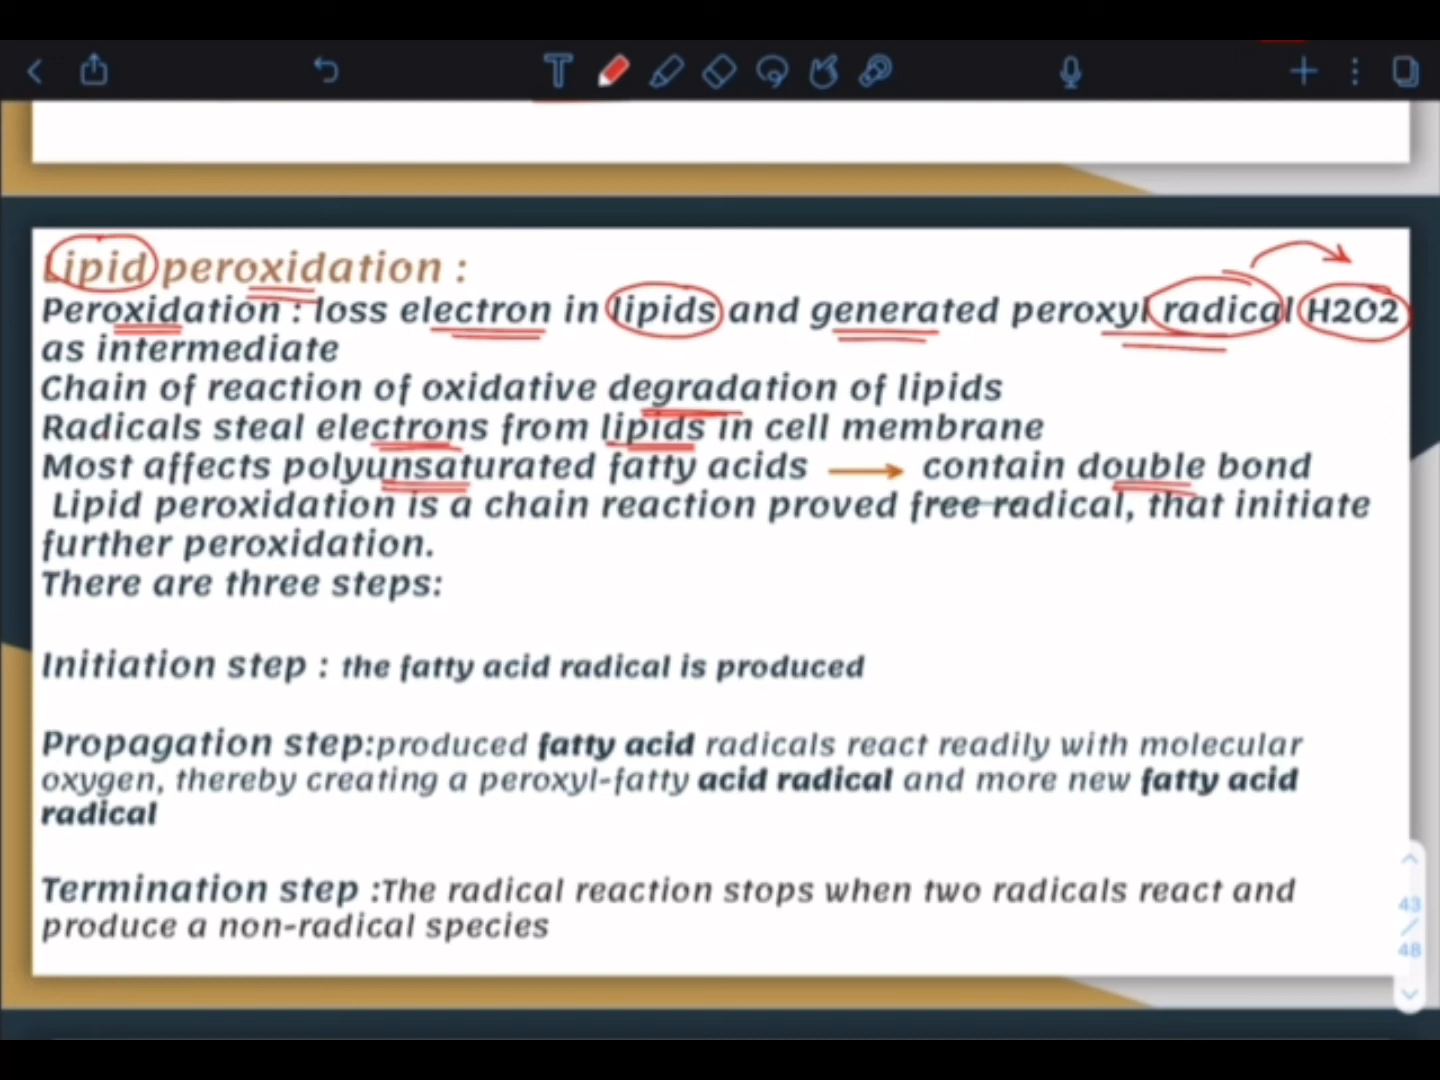 Lipid peroxidation :
Peroxidation : loss electron in lipids and generated peroxyl radical H2O2
as intermediate
Chain of reaction of oxidative degradation of lipids
Radicals steal electrons from lipids in cell membrane
Most affects polyunsaturated fatty acids → contain double bond
Lipid peroxidation is a chain reaction proved free radical, that initiate
further peroxidation.
There are three steps:
Initiation step : the fatty acid radical is produced
Propagation step:produced fatty acid radicals react readily with molecular
oxygen, thereby creating a peroxyl-fatty acid radical and more new fatty acid
radical
Termination step :The radical reaction stops when two radicals react and
produce a non-radical species
43
/
48